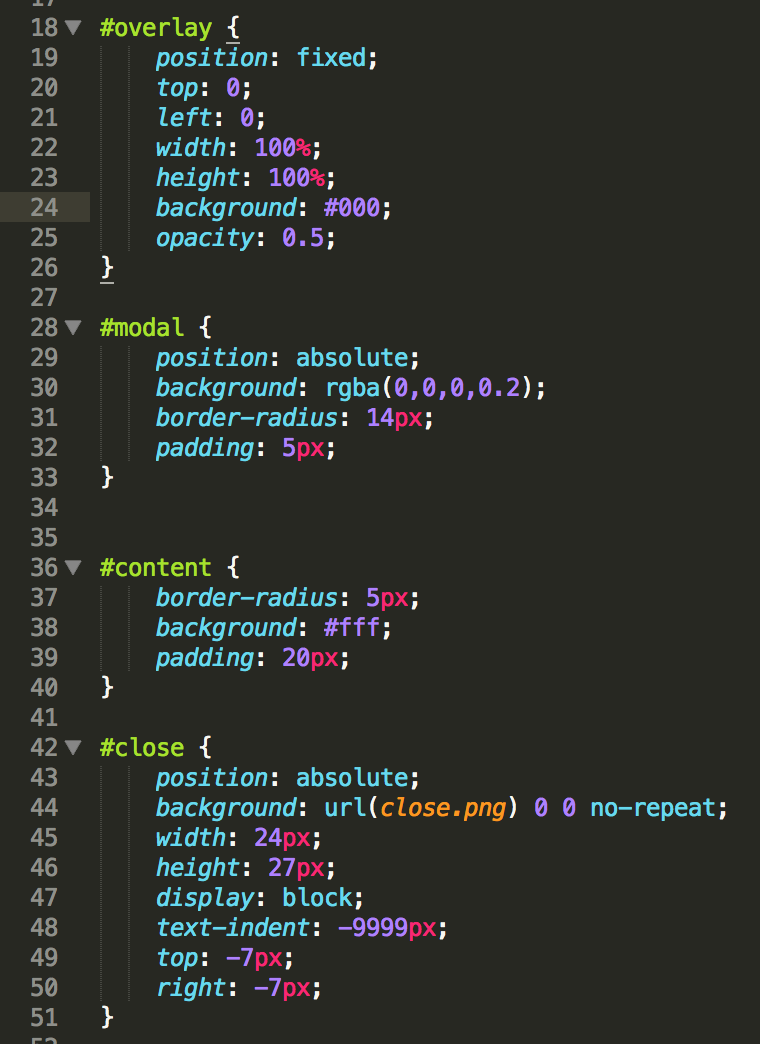 18 #overlay {
19 position: fixed;
20 top: 0;
21 left: 0;
22 width: 100%;
23 height: 100%;
24 background: #000;
25 opacity: 0.5;
26 }
27
28 #modal {
29 position: absolute;
30 background: rgba(0,0,0,0.2);
31 border-radius: 14px;
32 padding: 5px;
33 }
34
35
36 #content {
37 border-radius: 5px;
38 background: #fff;
39 padding: 20px;
40 }
41
42 #close {
43 position: absolute;
44 background: url(close.png) 0 0 no-repeat;
45 width: 24px;
46 height: 27px;
47 display: block;
48 text-indent: -9999px;
49 top: -7px;
50 right: -7px;
51 }